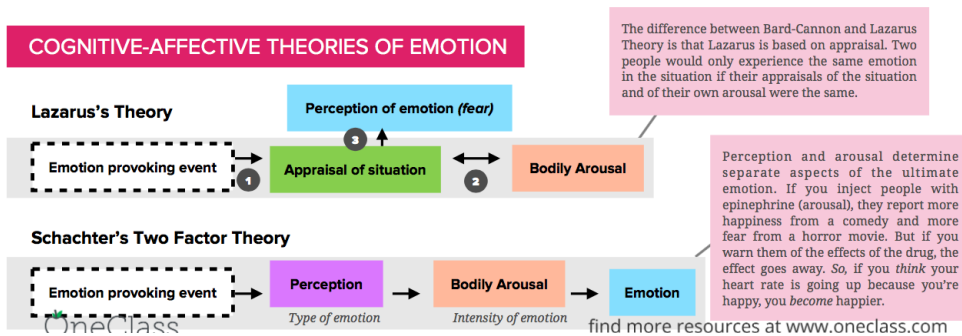 COGNITIVE-AFFECTIVE THEORIES OF EMOTION
The difference between Bard-Cannon and Lazarus
Theory is that Lazarus is based on appraisal. Two
people would only experience the same emotion
in the situation if their appraisals of the situation
and of their own arousal were the same.
Lazarus's Theory
Perception of emotion (fear)
3
Emotion provoking event
1
Appraisal of situation
2
Bodily Arousal
Perception and arousal determine
separate aspects of the ultimate
emotion. If you inject people with
epinephrine (arousal), they report more
happiness from a comedy and more
fear from a horror movie. But if you
warn them of the effects of the drug, the
effect goes away. So, if you think your
heart rate is going up because you're
happy, you become happier.
Schachter's Two Factor Theory
Emotion provoking event
Perception
Bodily Arousal
Emotion
Type of emotion
Intensity of emotion
OneClass
find more resources at www.oneclass.com